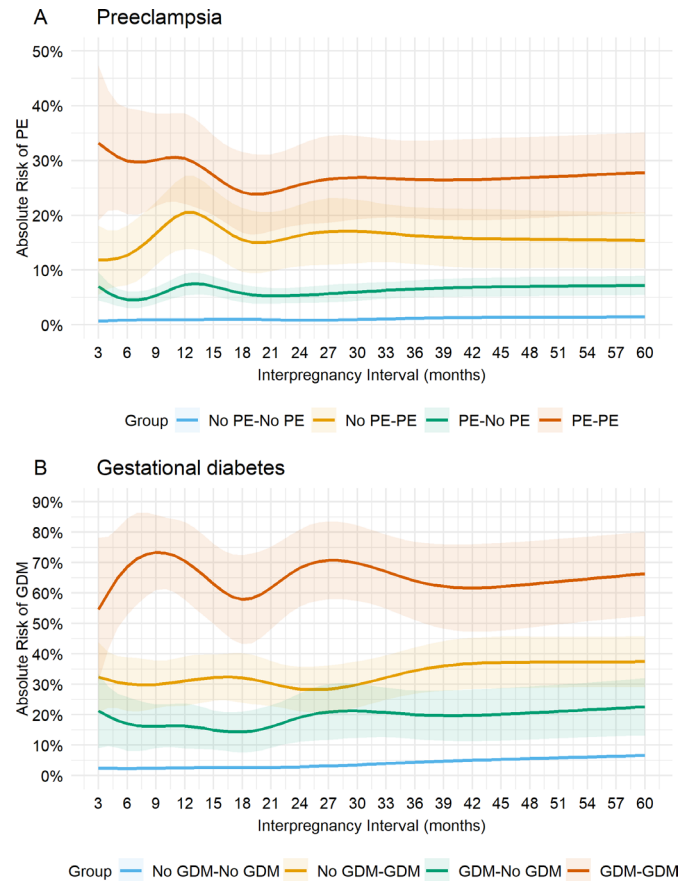 A Preeclampsia
50%
40%
30%
20%
10%
0%
Absolute Risk of PE
3 6 9 12 15 18 21 24 27 30 33 36 39 42 45 48 51 54 57 60
Interpregnancy Interval (months)
Group No PE-No PE No PE-PE PE-No PE PE-PE
B Gestational diabetes
90%
80%
70%
60%
50%
40%
30%
20%
10%
0%
Absolute Risk of GDM
3 6 9 12 15 18 21 24 27 30 33 36 39 42 45 48 51 54 57 60
Interpregnancy Interval (months)
Group No GDM-No GDM No GDM-GDM GDM-No GDM GDM-GDM